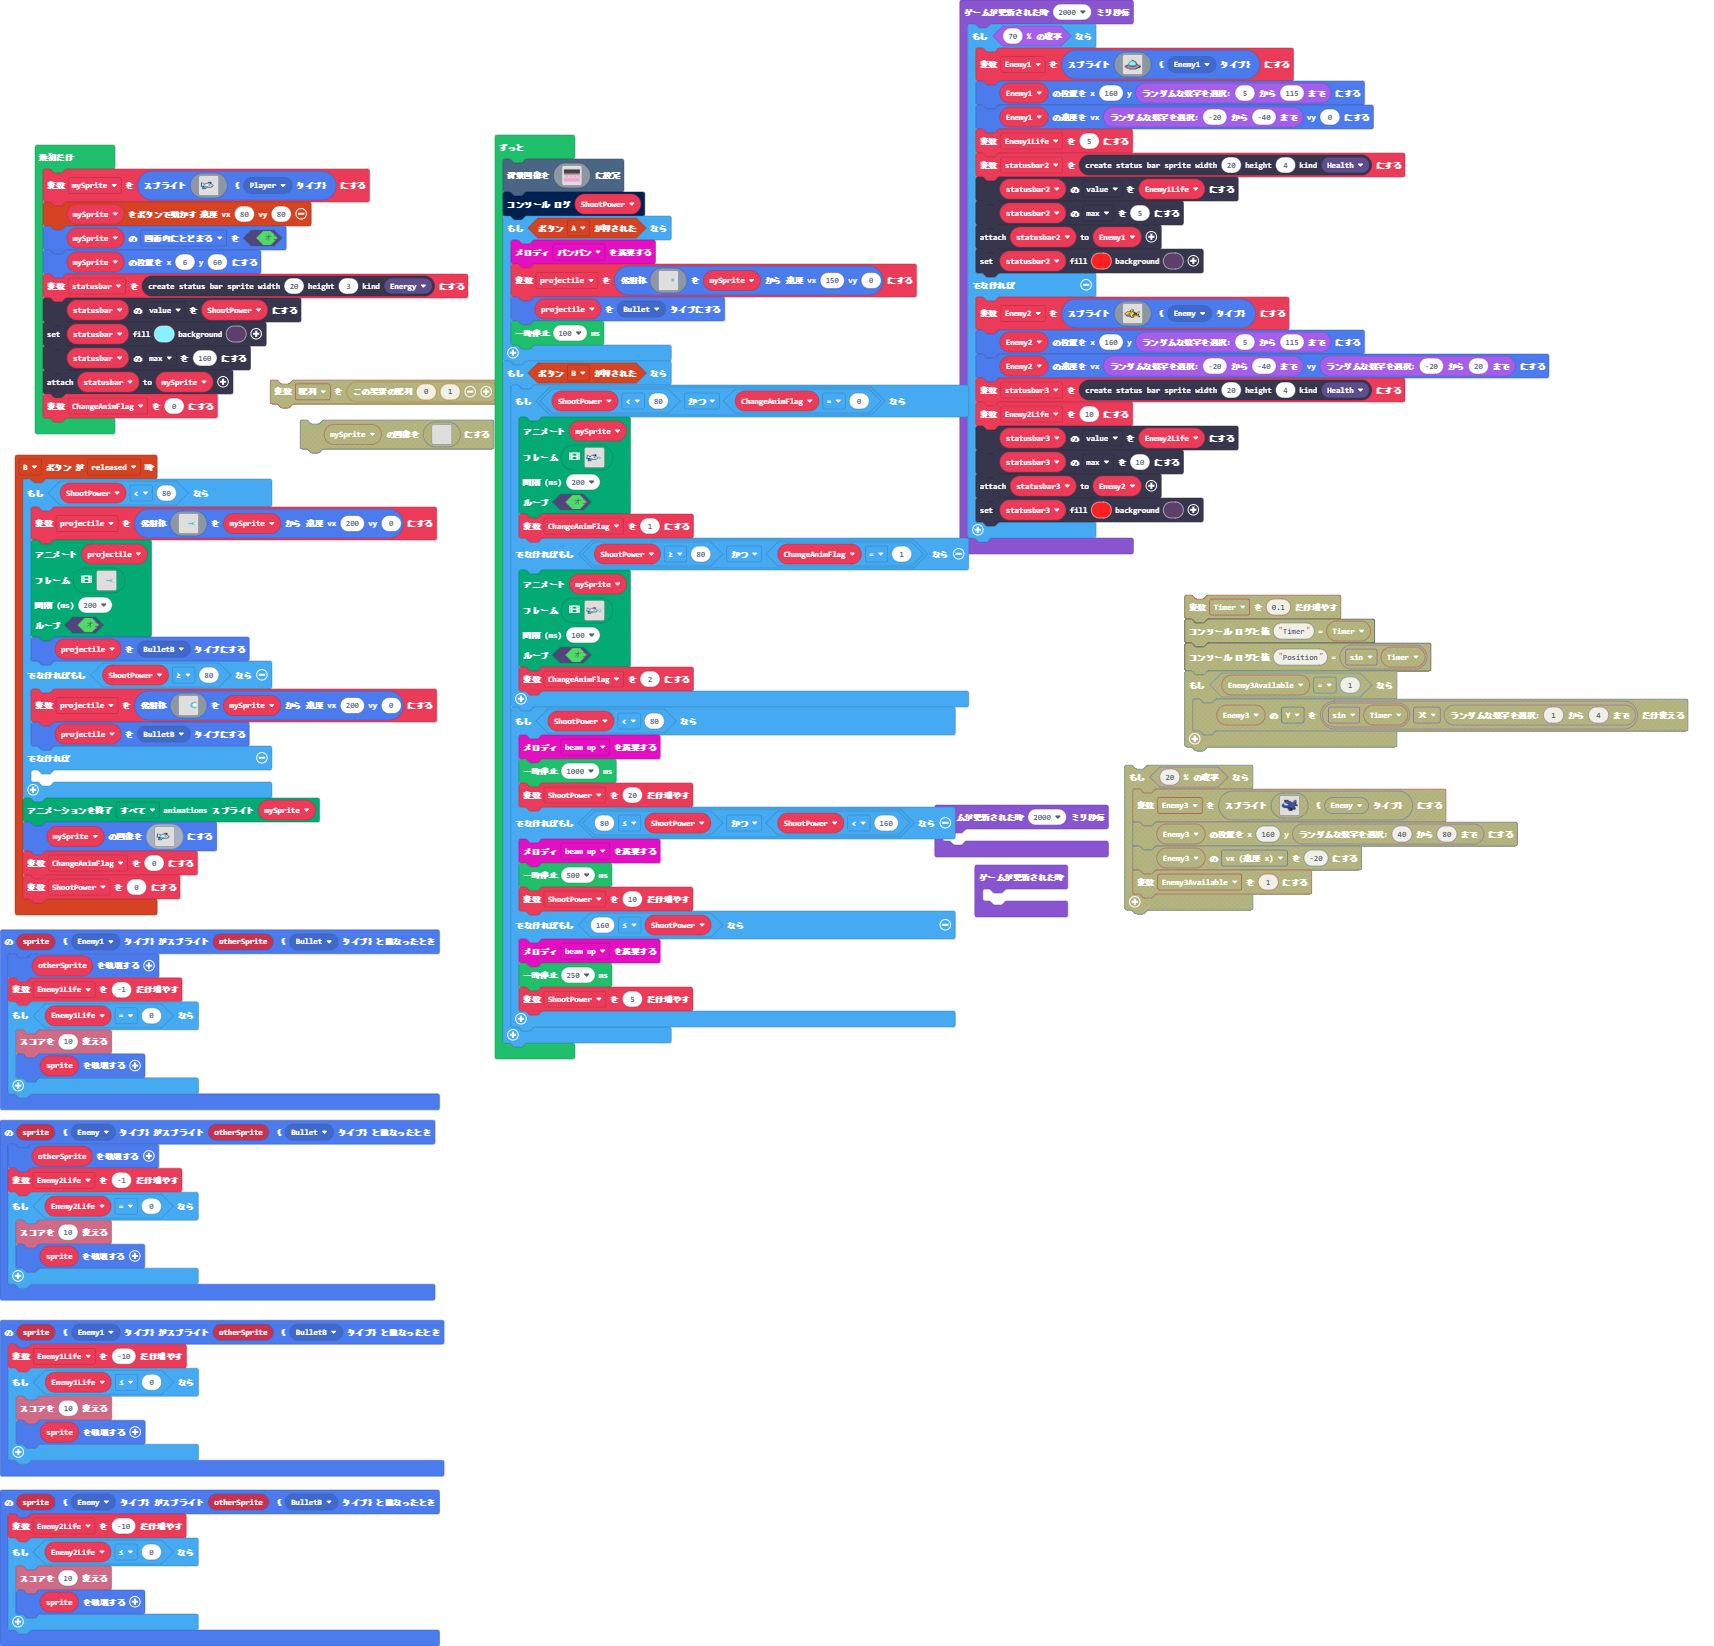 最初だけ
変数 mySprite を スプライト ( Player タイプ) にする
mySprite をボタンで動かす 速度 vx 80 vy 80
mySprite の 画面内にとどまる を オン
mySprite の位置を x 6 y 60 にする
変数 statusbar を create status bar sprite width 20 height 3 kind Energy にする
statusbar の value を ShootPower にする
set statusbar fill background
statusbar の max を 160 にする
attach statusbar to mySprite
変数 ChangeAnimFlag を 0 にする
変数 配列 を この要素の配列 0 1
mySprite の画像を にする
B ボタン が released 時
もし ShootPower < 80 なら
変数 projectile を 発射体 を mySprite から 速度 vx 200 vy 0 にする
アニメート projectile
フレーム
間隔 (ms) 200
ループ オフ
projectile を BulletB タイプにする
でなければもし ShootPower ≥ 80 なら
変数 projectile を 発射体 を mySprite から 速度 vx 200 vy 0 にする
projectile を BulletB タイプにする
でなければ
アニメーションを終了 すべて animations スプライト mySprite
mySprite の画像を にする
変数 ChangeAnimFlag を 0 にする
変数 ShootPower を 0 にする
の sprite ( Enemy1 タイプ) がスプライト otherSprite ( Bullet タイプ) と重なったとき
otherSprite を破壊する
変数 Enemy1Life を -1 だけ増やす
もし Enemy1Life = 0 なら
スコアを 10 変える
sprite を破壊する
の sprite ( Enemy タイプ) がスプライト otherSprite ( Bullet タイプ) と重なったとき
otherSprite を破壊する
変数 Enemy2Life を -1 だけ増やす
もし Enemy2Life = 0 なら
スコアを 10 変える
sprite を破壊する
の sprite ( Enemy1 タイプ) がスプライト otherSprite ( BulletB タイプ) と重なったとき
変数 Enemy1Life を -10 だけ増やす
もし Enemy1Life ≤ 0 なら
スコアを 10 変える
sprite を破壊する
の sprite ( Enemy タイプ) がスプライト otherSprite ( BulletB タイプ) と重なったとき
変数 Enemy2Life を -10 だけ増やす
もし Enemy2Life ≤ 0 なら
スコアを 10 変える
sprite を破壊する
ずっと
背景画像を に設定
コンソール ログ ShootPower
もし ボタン A が押された なら
メロディ バンバン を演奏する
変数 projectile を 発射体 を mySprite から 速度 vx 150 vy 0 にする
projectile を Bullet タイプにする
一時停止 100 ms
もし ボタン B が押された なら
もし ShootPower < 80 かつ ChangeAnimFlag = 0 なら
アニメート mySprite
フレーム
間隔 (ms) 200
ループ オン
変数 ChangeAnimFlag を 1 にする
でなければもし ShootPower ≥ 80 かつ ChangeAnimFlag = 1 なら
アニメート mySprite
フレーム
間隔 (ms) 100
ループ オン
変数 ChangeAnimFlag を 2 にする
もし ShootPower < 80 なら
メロディ beam up を演奏する
一時停止 1000 ms
変数 ShootPower を 20 だけ増やす
でなければもし 80 ≤ ShootPower かつ ShootPower < 160 なら
メロディ beam up を演奏する
一時停止 500 ms
変数 ShootPower を 10 だけ増やす
でなければもし 160 ≤ ShootPower なら
メロディ beam up を演奏する
一時停止 250 ms
変数 ShootPower を 5 だけ増やす
ゲームが更新された時 2000 ミリ秒毎
もし 70 % の確率 なら
変数 Enemy1 を スプライト ( Enemy1 タイプ) にする
Enemy1 の位置を x 160 y ランダムな数字を選択: 5 から 115 まで にする
Enemy1 の速度を vx ランダムな数字を選択: -20 から -40 まで vy 0 にする
変数 Enemy1Life を 5 にする
変数 statusbar2 を create status bar sprite width 20 height 4 kind Health にする
statusbar2 の value を Enemy1Life にする
statusbar2 の max を 5 にする
attach statusbar2 to Enemy1
set statusbar2 fill background
でなければ
変数 Enemy2 を スプライト ( Enemy タイプ) にする
Enemy2 の位置を x 160 y ランダムな数字を選択: 5 から 115 まで にする
Enemy2 の速度を vx ランダムな数字を選択: -20 から -40 まで vy ランダムな数字を選択: -20 から 20 まで にする
変数 statusbar3 を create status bar sprite width 20 height 4 kind Health にする
変数 Enemy2Life を 10 にする
statusbar3 の value を Enemy2Life にする
statusbar3 の max を 10 にする
attach statusbar3 to Enemy2
set statusbar3 fill background
ムが更新された時 2000 ミリ秒毎
ゲームが更新された時
変数 Timer を 0.1 だけ増やす
コンソール ログと値 "Timer" = Timer
コンソール ログと値 "Position" = sin Timer
もし Enemy3Available = 1 なら
Enemy3 の Y を sin Timer X ランダムな数字を選択: 1 から 4 まで だけ変える
もし 20 % の確率 なら
変数 Enemy3 を スプライト ( Enemy タイプ) にする
Enemy3 の位置を x 160 y ランダムな数字を選択: 40 から 80 まで にする
Enemy3 の vx (速度 x) を -20 にする
変数 Enemy3Available を 1 にする